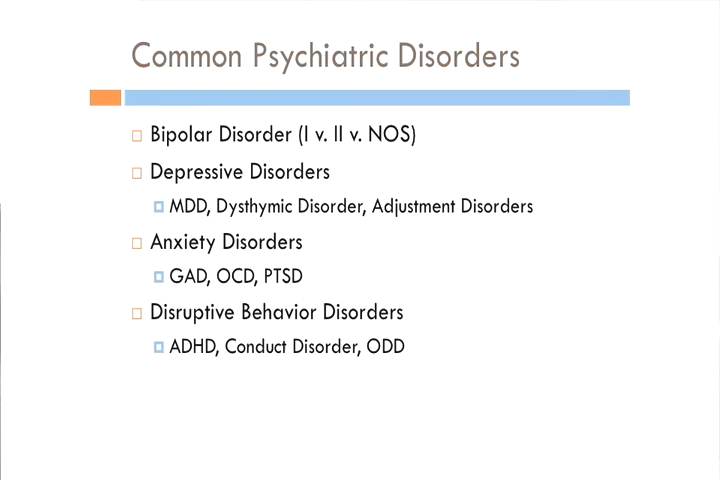 Common Psychiatric Disorders
Bipolar Disorder (I v. II v. NOS)
Depressive Disorders
MDD, Dysthymic Disorder, Adjustment Disorders
Anxiety Disorders
GAD, OCD, PTSD
Disruptive Behavior Disorders
ADHD, Conduct Disorder, ODD